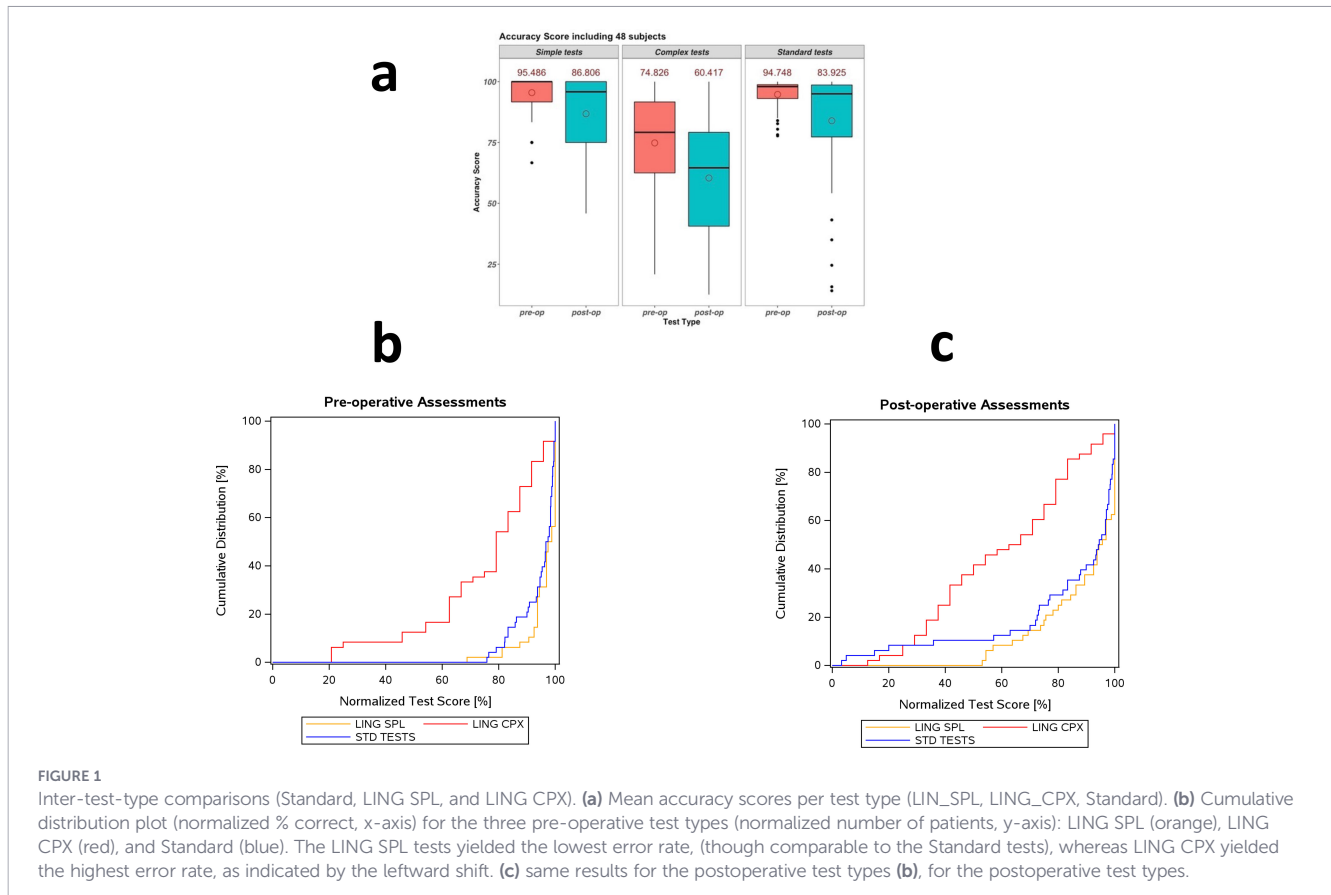 a
Accuracy Score including 48 subjects
Simple tests Complex tests Standard tests
95.486 86.806 74.826 60.417 94.748 83.925
100
75
50
25
Accuracy Score
pre-op post-op pre-op post-op pre-op post-op
Test Type
b
Pre-operative Assessments
100
80
60
40
20
0
Cumulative Distribution [%]
0 20 40 60 80 100
Normalized Test Score [%]
LING SPL LING CPX
STD TESTS
c
Post-operative Assessments
100
80
60
40
20
0
Cumulative Distribution [%]
0 20 40 60 80 100
Normalized Test Score [%]
LING SPL LING CPX
STD TESTS
FIGURE 1
Inter-test-type comparisons (Standard, LING SPL, and LING CPX). (a) Mean accuracy scores per test type (LIN_SPL, LING_CPX, Standard). (b) Cumulative
distribution plot (normalized % correct, x-axis) for the three pre-operative test types (normalized number of patients, y-axis): LING SPL (orange), LING
CPX (red), and Standard (blue). The LING SPL tests yielded the lowest error rate, (though comparable to the Standard tests), whereas LING CPX yielded
the highest error rate, as indicated by the leftward shift. (c) same results for the postoperative test types (b), for the postoperative test types.